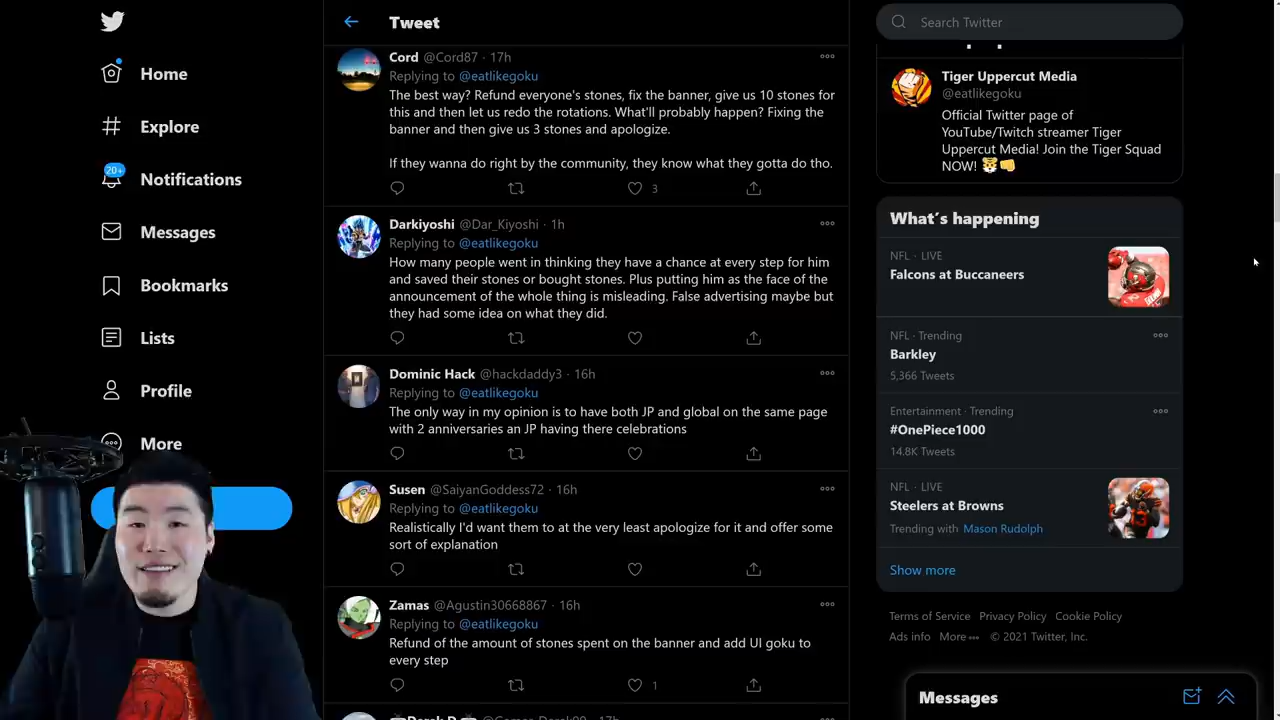 Home
Explore
20+
Notifications
Messages
Bookmarks
Lists
Profile
More
Tweet
Cord @Cord87 · 17h
Replying to @eatlikegoku
The best way? Refund everyone's stones, fix the banner, give us 10 stones for
this and then let us redo the rotations. What'll probably happen? Fixing the
banner and then give us 3 stones and apologize.
If they wanna do right by the community, they know what they gotta do tho.
3
Darkiyoshi @Dar_Kiyoshi · 1h
Replying to @eatlikegoku
How many people went in thinking they have a chance at every step for him
and saved their stones or bought stones. Plus putting him as the face of the
announcement of the whole thing is misleading. False advertising maybe but
they had some idea on what they did.
Dominic Hack @hackdaddy3 · 16h
Replying to @eatlikegoku
The only way in my opinion is to have both JP and global on the same page
with 2 anniversaries an JP having there celebrations
Susen @SaiyanGoddess72 · 16h
Replying to @eatlikegoku
Realistically I'd want them to at the very least apologize for it and offer some
sort of explanation
Zamas @Agustin30668867 · 16h
Replying to @eatlikegoku
Refund of the amount of stones spent on the banner and add UI goku to
every step
1
Search Twitter
Tiger Uppercut Media
@eatlikegoku
Official Twitter page of
YouTube/Twitch streamer Tiger
Uppercut Media! Join the Tiger Squad
NOW! 🐯👊
What's happening
NFL · LIVE
Falcons at Buccaneers
NFL · Trending
Barkley
5,366 Tweets
Entertainment · Trending
#OnePiece1000
14.8K Tweets
NFL · LIVE
Steelers at Browns
Trending with Mason Rudolph
Show more
Terms of Service Privacy Policy Cookie Policy
Ads info More ··· © 2021 Twitter, Inc.
Messages